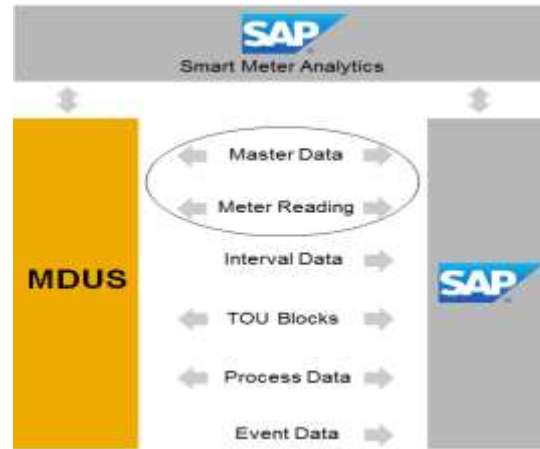 SAP
Smart Meter Analytics
Master Data
Meter Reading
Interval Data
MDUS
SAP
TOU Blocks
Process Data
Event Data